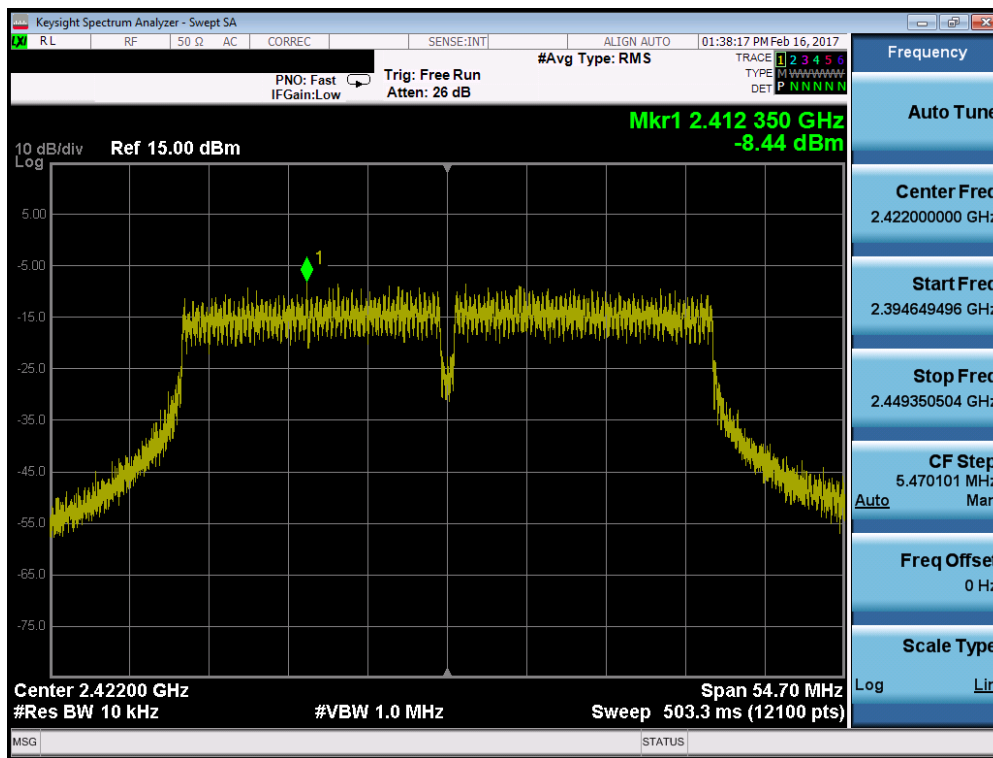 Keysight Spectrum Analyzer - Swept SA
LXI RL RF 50 Ω AC CORREC SENSE:INT ALIGN AUTO 01:38:17 PM Feb 16, 2017
Frequency
#Avg Type: RMS
TRACE 1 2 3 4 5 6
PNO: Fast Trig: Free Run
TYPE M WWWWW
IFGain:Low Atten: 26 dB
DET P N N N N N
Auto Tune
Mkr1 2.412 350 GHz
10 dB/div Ref 15.00 dBm -8.44 dBm
Log
Center Freq
2.422000000 GHz
5.00
-5.00
1
Start Freq
2.394649496 GHz
-15.0
-25.0
Stop Freq
2.449350504 GHz
-35.0
-45.0
CF Step
5.470101 MHz
Auto Man
-55.0
-65.0
Freq Offset
0 Hz
-75.0
Scale Type
Log Lin
Center 2.42200 GHz Span 54.70 MHz
#Res BW 10 kHz #VBW 1.0 MHz Sweep 503.3 ms (12100 pts)
MSG STATUS